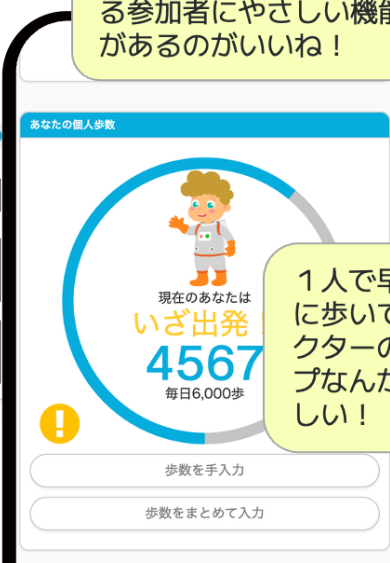 る参加者にやさしい機能
があるのがいいね！
あなたの個人歩数
現在のあなたは
いざ出発！
4567
毎日6,000歩
１人で早
に歩いて
クターの
プなんか
しい！
歩数を手入力
歩数をまとめて入力